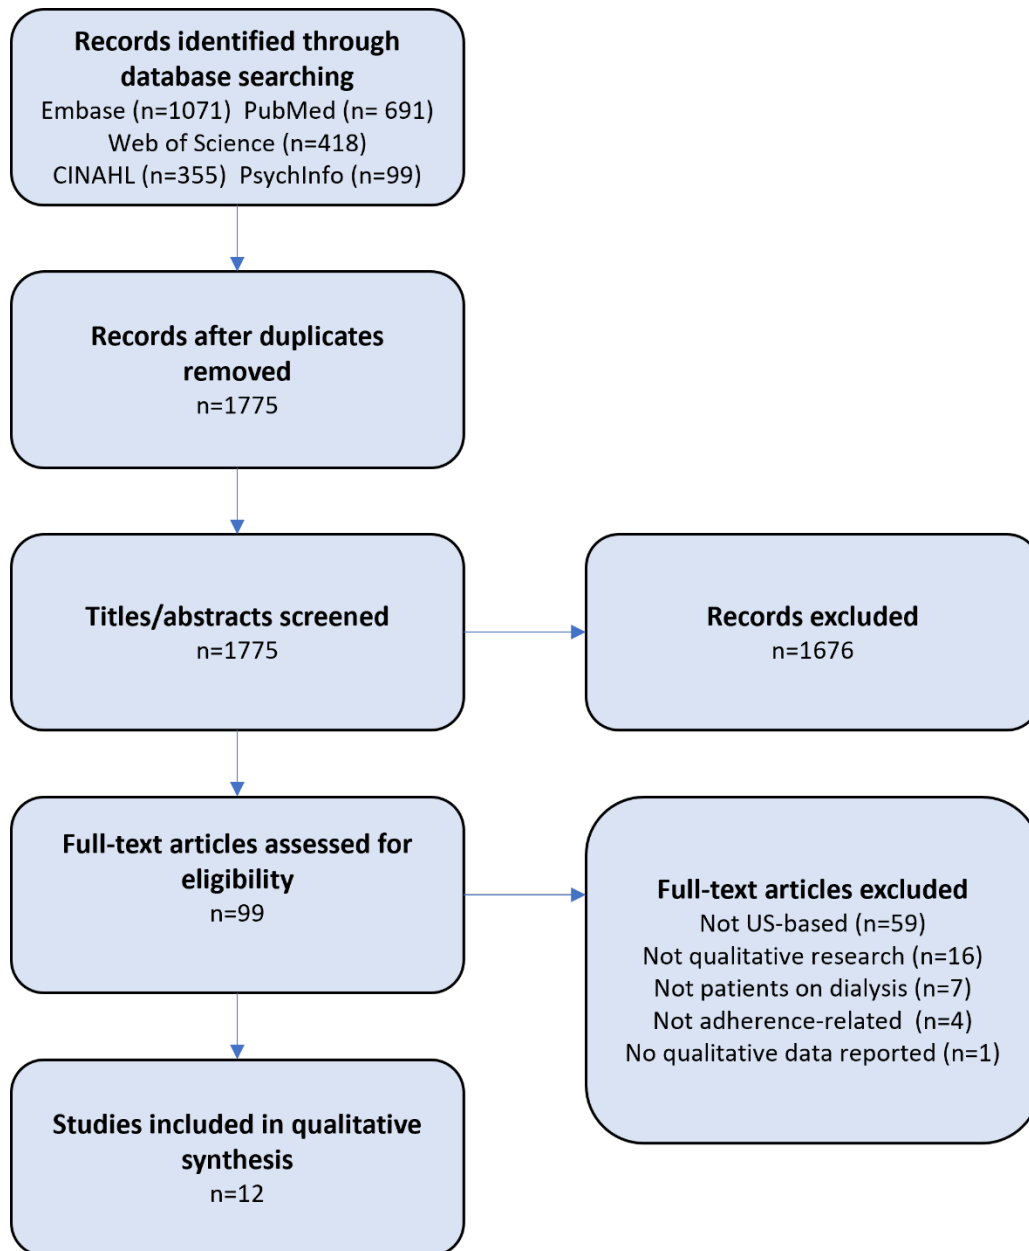 Records identified through
database searching
Embase (n=1071)  PubMed (n= 691)
Web of Science (n=418)
CINAHL (n=355)  PsychInfo (n=99)
Records after duplicates
removed
n=1775
Titles/abstracts screened
n=1775
Records excluded
n=1676
Full-text articles assessed for
eligibility
n=99
Full-text articles excluded
Not US-based (n=59)
Not qualitative research (n=16)
Not patients on dialysis (n=7)
Not adherence-related  (n=4)
No qualitative data reported (n=1)
Studies included in qualitative
synthesis
n=12